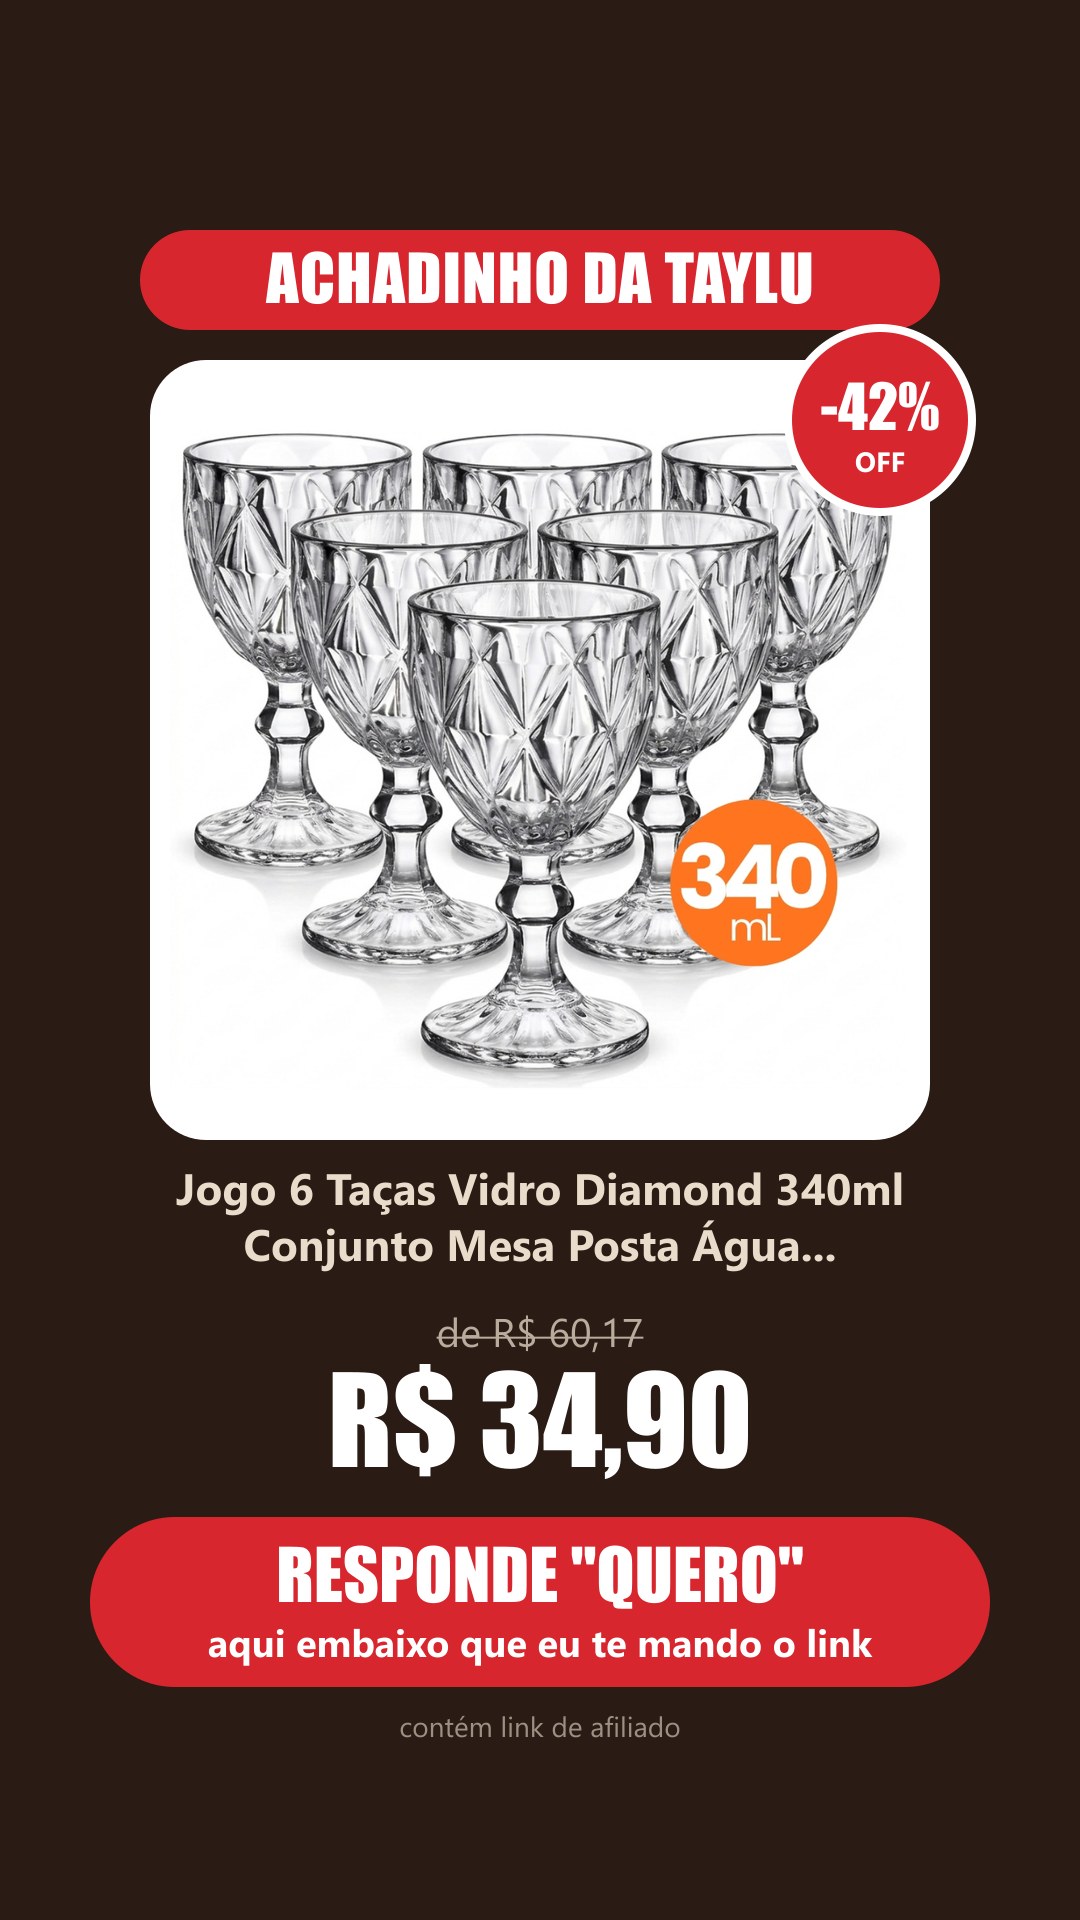 ACHADINHO DA TAYLU
-42%
OFF
340
mL
Jogo 6 Taças Vidro Diamond 340ml
Conjunto Mesa Posta Água...
de R$ 60,17
R$ 34,90
RESPONDE "QUERO"
aqui embaixo que eu te mando o link
contém link de afiliado